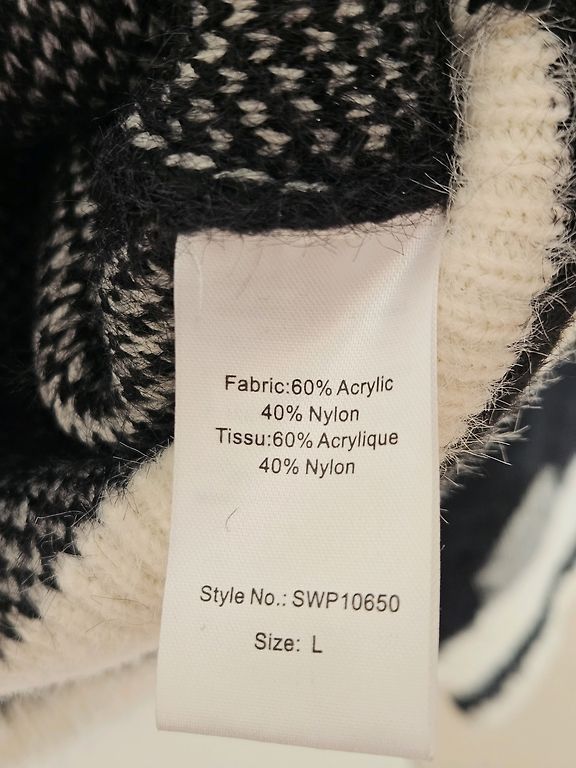 Fabric:60% Acrylic
40% Nylon
Tissu:60% Acrylique
40% Nylon
Style No.: SWP10650
Size: L